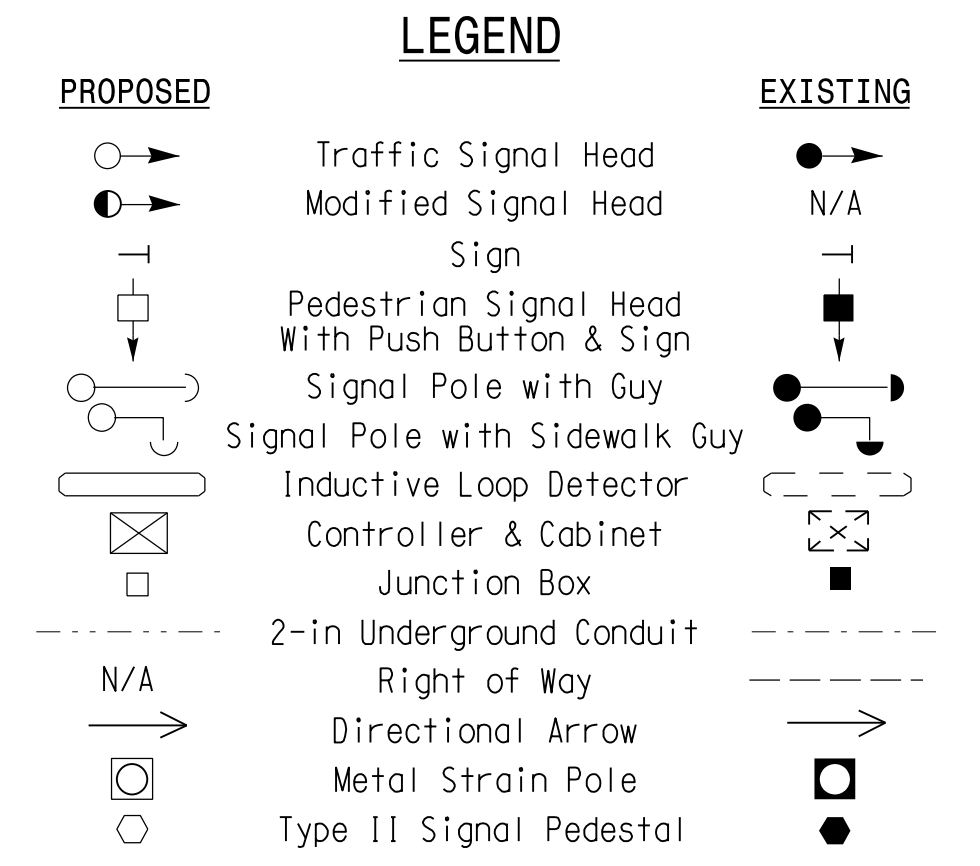 LEGEND
PROPOSED EXISTING
Traffic Signal Head
Modified Signal Head N/A
Sign
Pedestrian Signal Head
With Push Button & Sign
Signal Pole with Guy
Signal Pole with Sidewalk Guy
Inductive Loop Detector
Controller & Cabinet
Junction Box
2-in Underground Conduit
N/A Right of Way
Directional Arrow
Metal Strain Pole
Type II Signal Pedestal